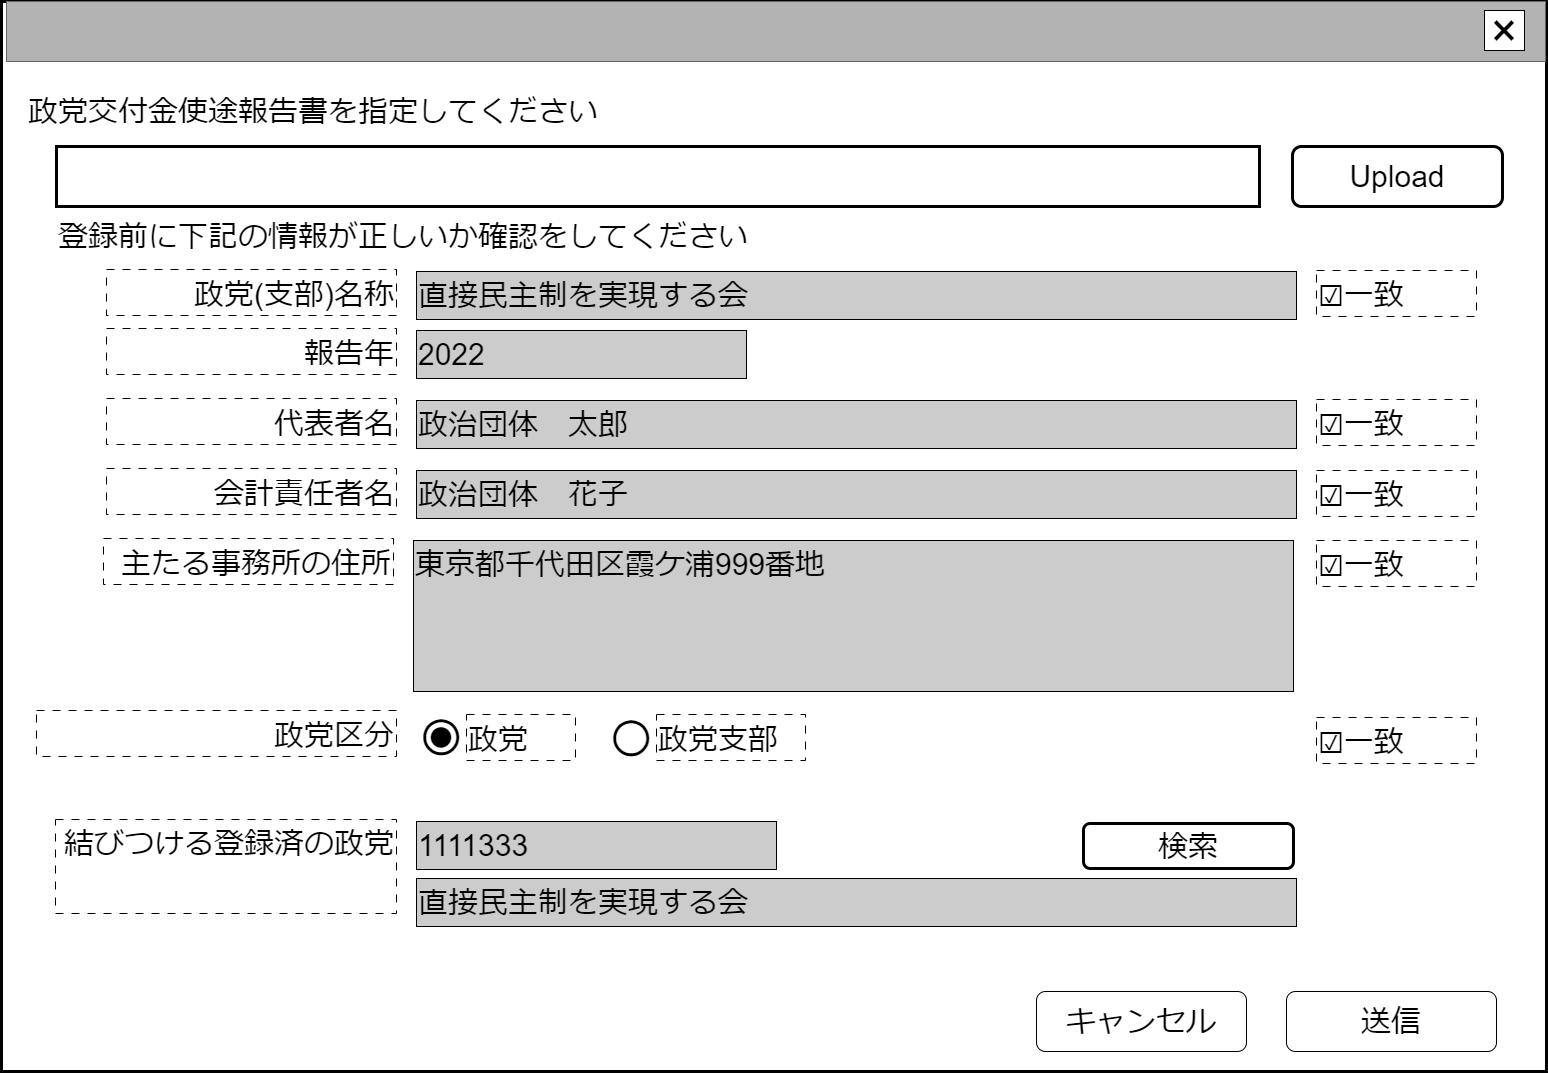 政党交付金使途報告書を指定してください
Upload
登録前に下記の情報が正しいか確認をしてください
政党(支部)名称 直接民主制を実現する会 ☑一致
報告年 2022
代表者名 政治団体　太郎 ☑一致
会計責任者名 政治団体　花子 ☑一致
主たる事務所の住所 東京都千代田区霞ケ浦999番地 ☑一致
政党区分 政党 政党支部 ☑一致
結びつける登録済の政党 1111333 検索
直接民主制を実現する会
キャンセル 送信